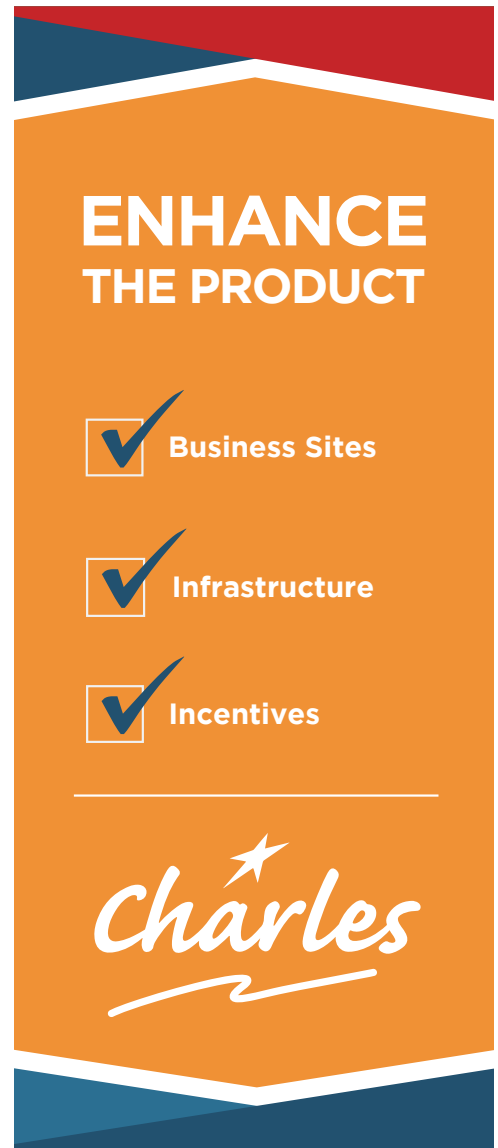 ENHANCE
THE PRODUCT
Business Sites
Infrastructure
Incentives
Charles